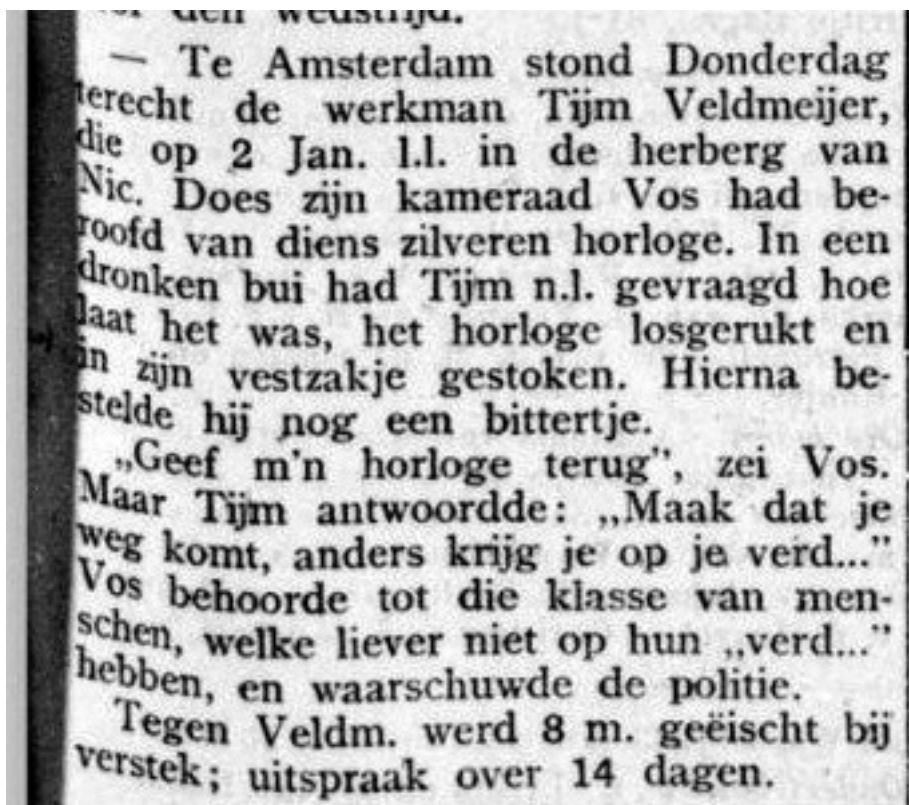 den wedstrijd.
— Te Amsterdam stond Donderdag
terecht de werkman Tijm Veldmeijer,
die op 2 Jan. l.l. in de herberg van
Nic. Does zijn kameraad Vos had be-
roofd van diens zilveren horloge. In een
dronken bui had Tijm n.l. gevraagd hoe
laat het was, het horloge losgerukt en
in zijn vestzakje gestoken. Hierna be-
stelde hij nog een bittertje.
„Geef m'n horloge terug”, zei Vos.
Maar Tijm antwoordde: „Maak dat je
weg komt, anders krijg je op je verd...”
Vos behoorde tot die klasse van men-
schen, welke liever niet op hun „verd...”
hebben, en waarschuwde de politie.
Tegen Veldm. werd 8 m. geëischt bij
verstek; uitspraak over 14 dagen.